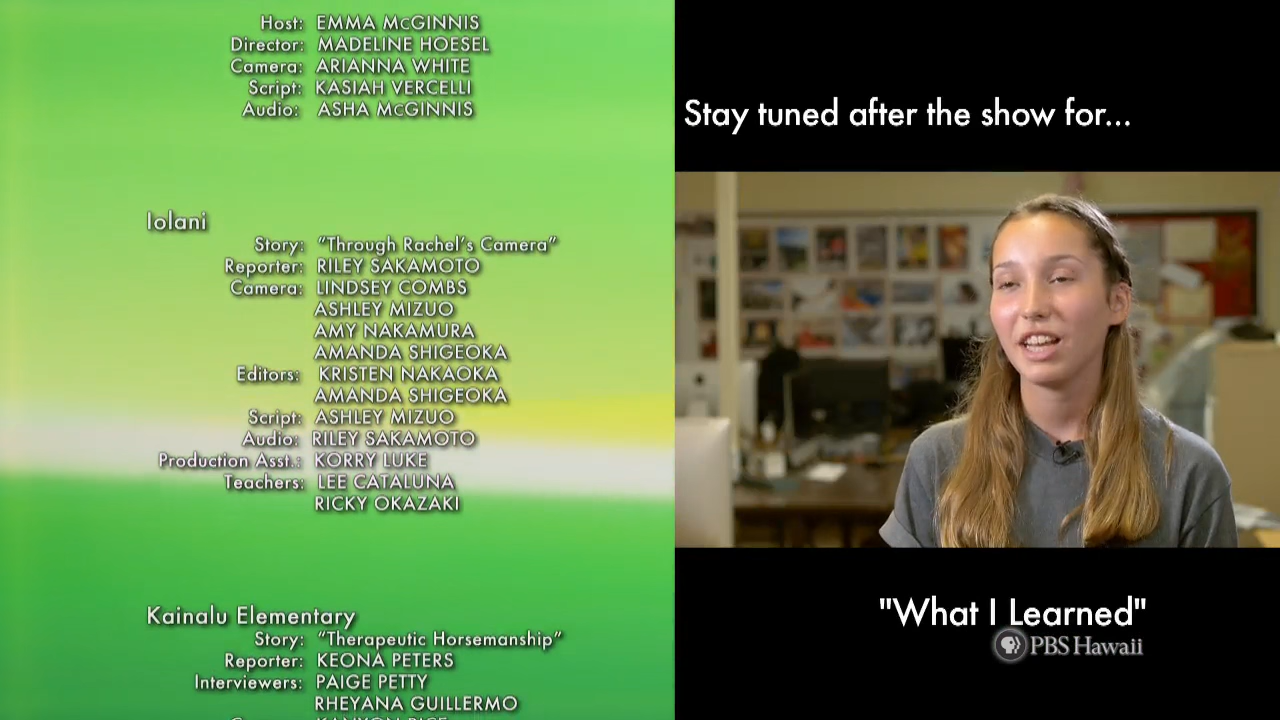 Host: EMMA McGINNIS
Director: MADELINE HOESEL
Camera: ARIANNA WHITE
Script: KASIAH VERCELLI
Audio: ASHA McGINNIS
Iolani
Story: “Through Rachel’s Camera”
Reporter: RILEY SAKAMOTO
Camera: LINDSEY COMBS
ASHLEY MIZUO
AMY NAKAMURA
AMANDA SHIGEOKA
Editors: KRISTEN NAKAOKA
AMANDA SHIGEOKA
Script: ASHLEY MIZUO
Audio: RILEY SAKAMOTO
Production Asst.: KORRY LUKE
Teachers: LEE CATALUNA
RICKY OKAZAKI
Kainalu Elementary
Story: “Therapeutic Horsemanship”
Reporter: KEONA PETERS
Interviewers: PAIGE PETTY
RHEYANA GUILLERMO
Stay tuned after the show for...
"What I Learned"
PBS Hawaii